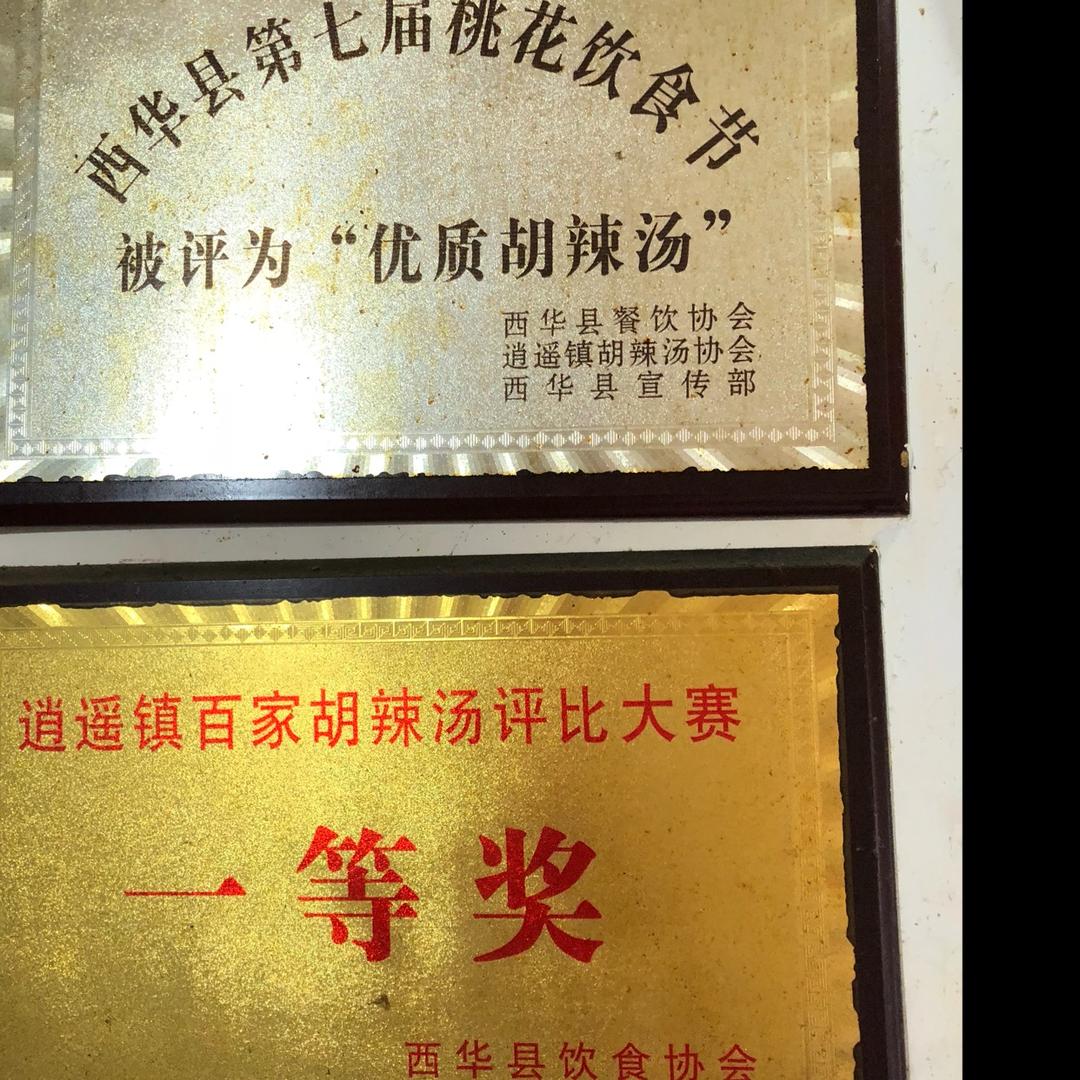 西华县第七届桃花饮食节
被评为“优质胡辣汤”
西华县餐饮协会
逍遥镇胡辣汤协会
西华县宣传部
逍遥镇百家胡辣汤评比大赛
一等奖
西华县饮食协会